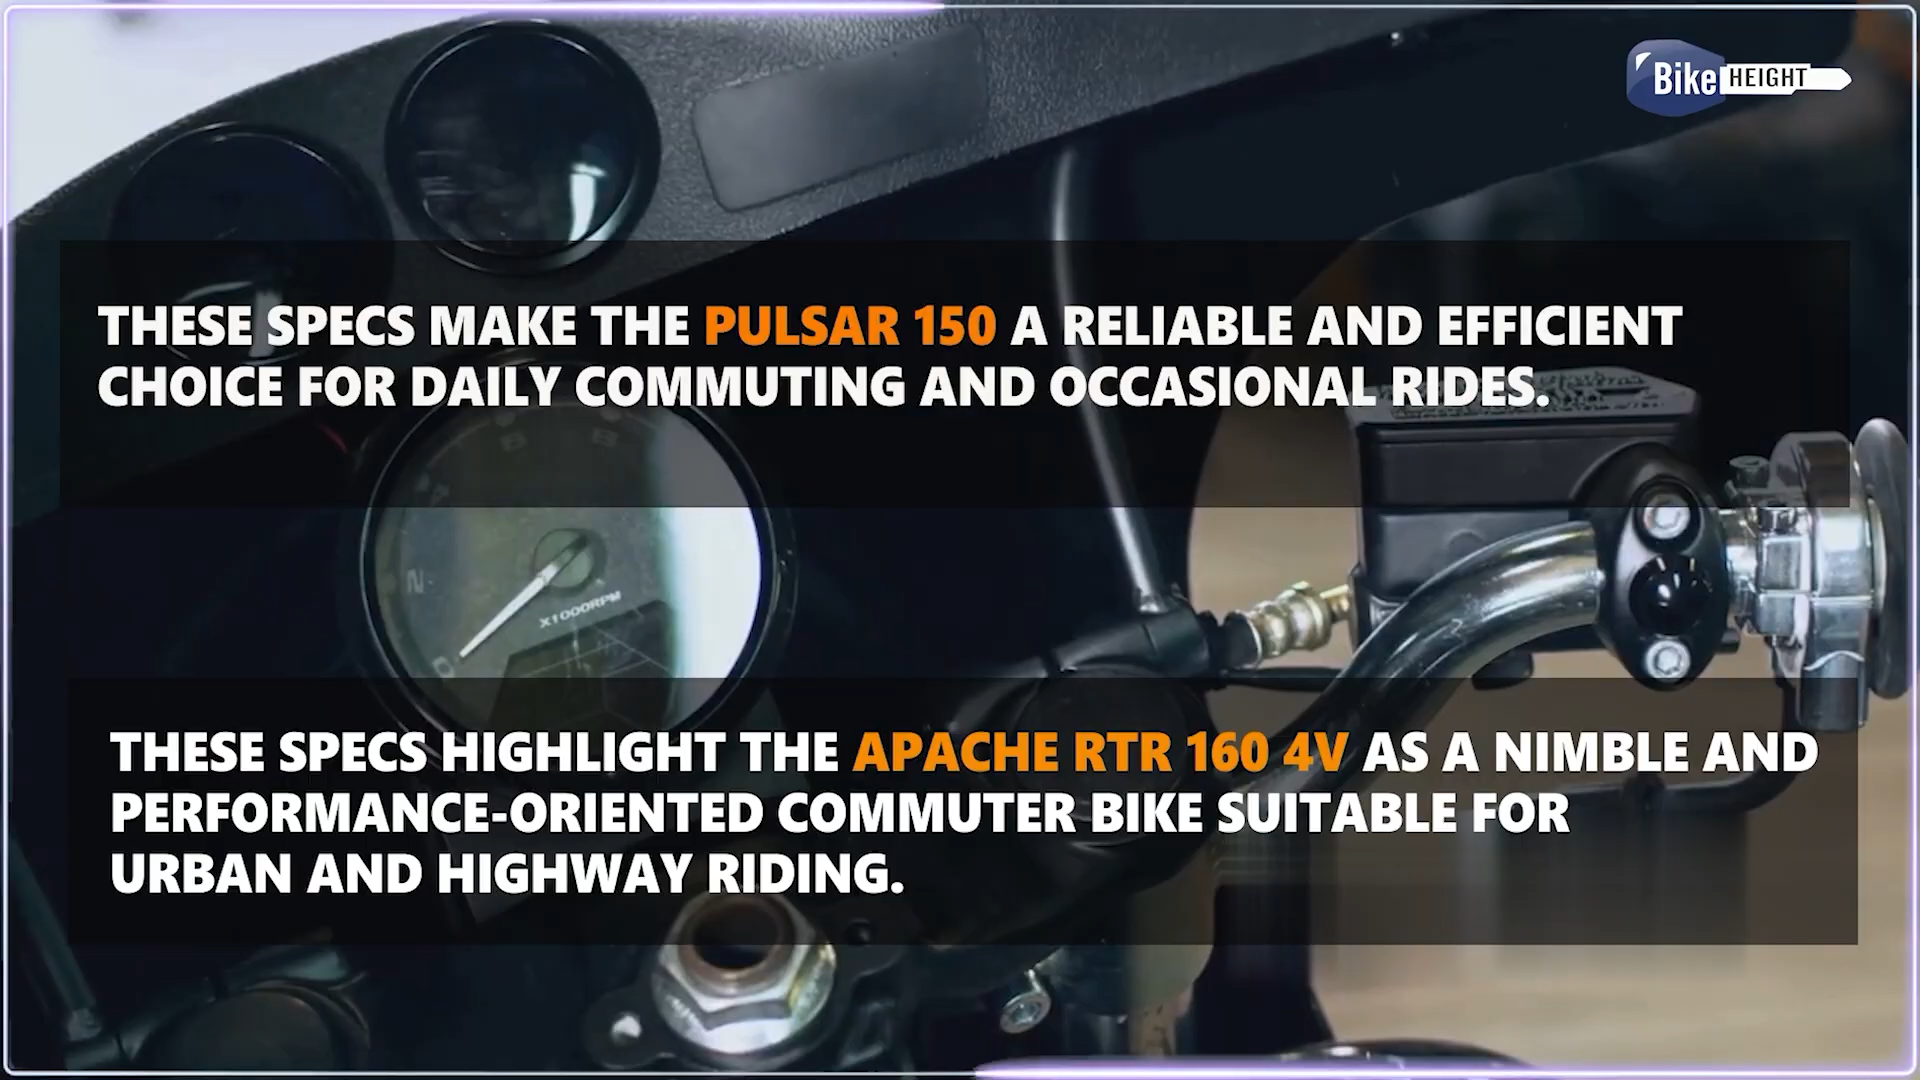 Bike HEIGHT
THESE SPECS MAKE THE PULSAR 150 A RELIABLE AND EFFICIENT
CHOICE FOR DAILY COMMUTING AND OCCASIONAL RIDES.
X1000RPM
THESE SPECS HIGHLIGHT THE APACHE RTR 160 4V AS A NIMBLE AND
PERFORMANCE-ORIENTED COMMUTER BIKE SUITABLE FOR
URBAN AND HIGHWAY RIDING.